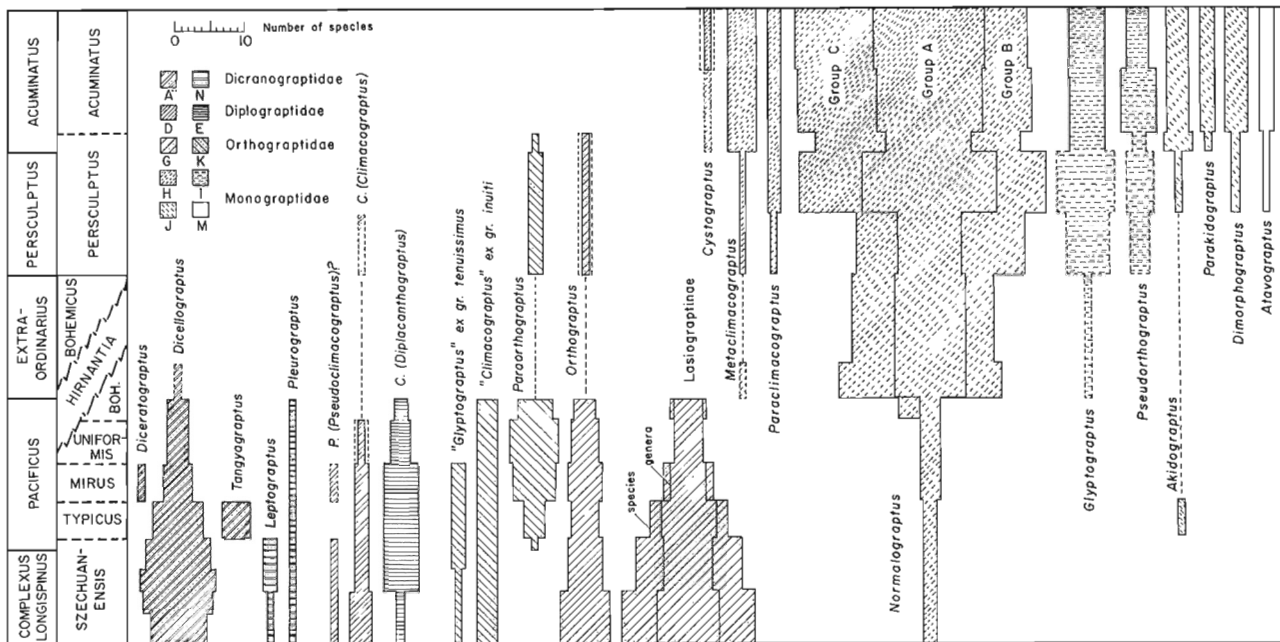 ACUMINATUS
PERSCULPTUS
EXTRA-
ORDINARIUS
PACIFICUS
COMPLEXUS
LONGISPINUS
ACUMINATUS
PERSCULPTUS
BOHEMICUS
HIRNANTIA
BOH.
UNIFOR-
MIS
MIRUS
TYPICUS
SZECHUAN-
ENSIS
Number of species
0 10
A N Dicranograptidae
D E Diplograptidae
G K Orthograptidae
H I
J M Monograptidae
Diceratograptus
Dicellograptus
Tangyagraptus
Leptograptus
Pleurograptus
P. (Pseudoclimacograptus)?
C. (Climacograptus)
C. (Diplacanthograptus)
"Glyptograptus" ex gr. tenuissimus
"Climacograptus" ex gr. inuiti
Paraorthograptus
Orthograptus
species
genera
Lasiograptinae
Cystograptus
Metaclimacograptus
Paraclimacograptus
Group C
Group A
Group B
Normalograptus
Glyptograptus
Pseudorthograptus
Akidograptus
Parakidograptus
Dimorphograptus
Atavograptus